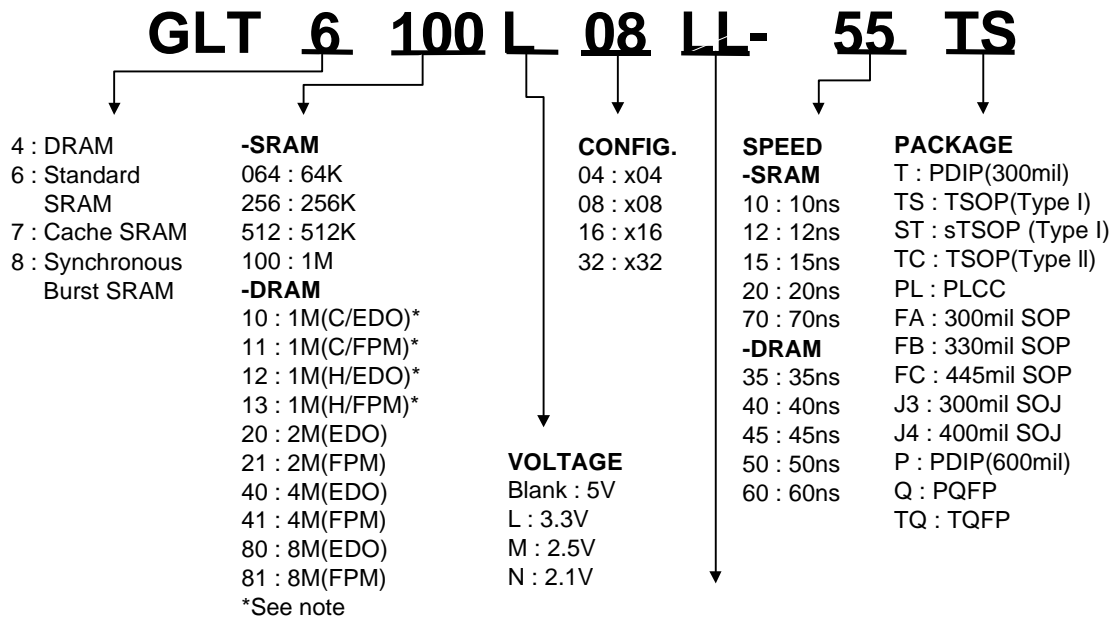 GLT 6 100 L 08 LL- 55 TS
4 : DRAM
6 : Standard
SRAM
7 : Cache SRAM
8 : Synchronous
Burst SRAM
-SRAM
064 : 64K
256 : 256K
512 : 512K
100 : 1M
-DRAM
10 : 1M(C/EDO)*
11 : 1M(C/FPM)*
12 : 1M(H/EDO)*
13 : 1M(H/FPM)*
20 : 2M(EDO)
21 : 2M(FPM)
40 : 4M(EDO)
41 : 4M(FPM)
80 : 8M(EDO)
81 : 8M(FPM)
*See note
VOLTAGE
Blank : 5V
L : 3.3V
M : 2.5V
N : 2.1V
CONFIG.
04 : x04
08 : x08
16 : x16
32 : x32
SPEED
-SRAM
10 : 10ns
12 : 12ns
15 : 15ns
20 : 20ns
70 : 70ns
-DRAM
35 : 35ns
40 : 40ns
45 : 45ns
50 : 50ns
60 : 60ns
PACKAGE
T : PDIP(300mil)
TS : TSOP(Type I)
ST : sTSOP (Type I)
TC : TSOP(Type ll)
PL : PLCC
FA : 300mil SOP
FB : 330mil SOP
FC : 445mil SOP
J3 : 300mil SOJ
J4 : 400mil SOJ
P : PDIP(600mil)
Q : PQFP
TQ : TQFP